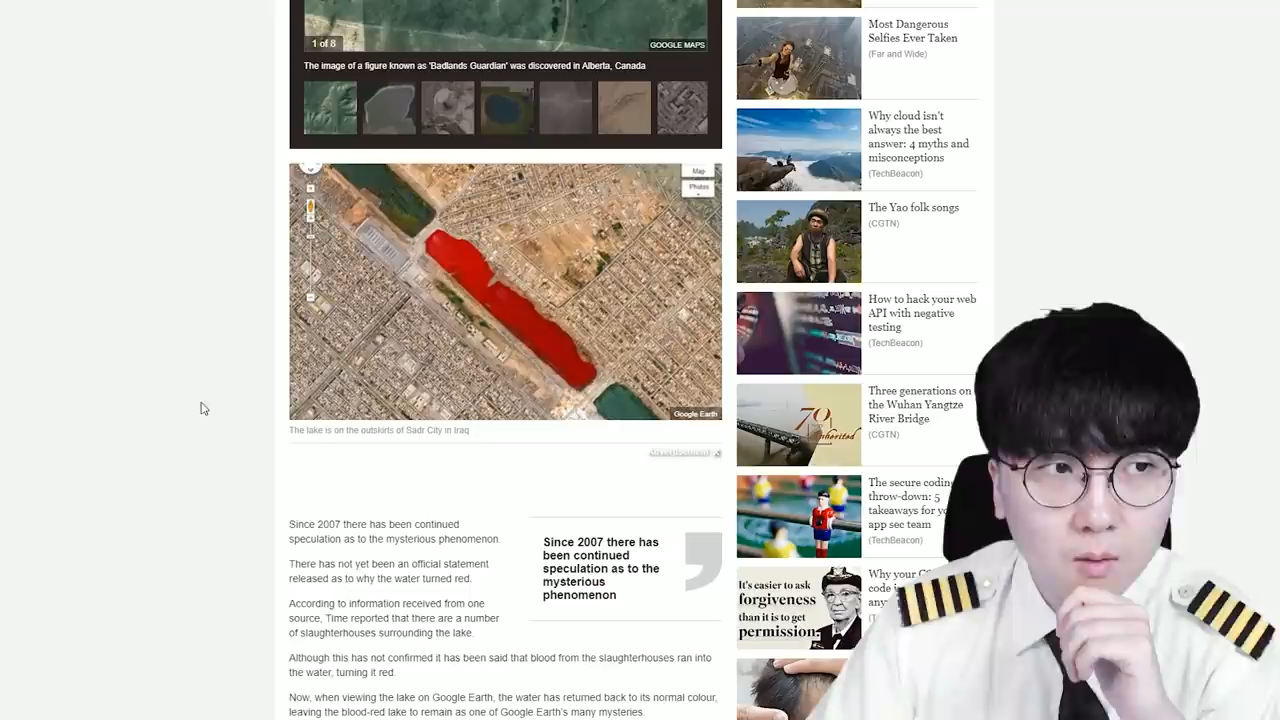 1 of 8
GOOGLE MAPS
The image of a figure known as 'Badlands Guardian' was discovered in Alberta, Canada
Map
Photos
Google Earth
The lake is on the outskirts of Sadr City in Iraq
Advertisement
Since 2007 there has been continued
speculation as to the mysterious phenomenon.
There has not yet been an official statement
released as to why the water turned red.
According to information received from one
source, Time reported that there are a number
of slaughterhouses surrounding the lake.
Since 2007 there has
been continued
speculation as to the
mysterious
phenomenon
Although this has not confirmed it has been said that blood from the slaughterhouses ran into
the water, turning it red.
Now, when viewing the lake on Google Earth, the water has returned back to its normal colour,
leaving the blood-red lake to remain as one of Google Earth's many mysteries.
Most Dangerous
Selfies Ever Taken
(Far and Wide)
Why cloud isn't
always the best
answer: 4 myths and
misconceptions
(TechBeacon)
The Yao folk songs
(CGTN)
How to hack your web
API with negative
testing
(TechBeacon)
Three generations on
the Wuhan Yangtze
River Bridge
(CGTN)
70
inherited
The secure coding
throw-down: 5
takeaways for
app sec team
(TechBeacon)
Why your
code
It's easier to ask
forgiveness
than it is to get
permission.